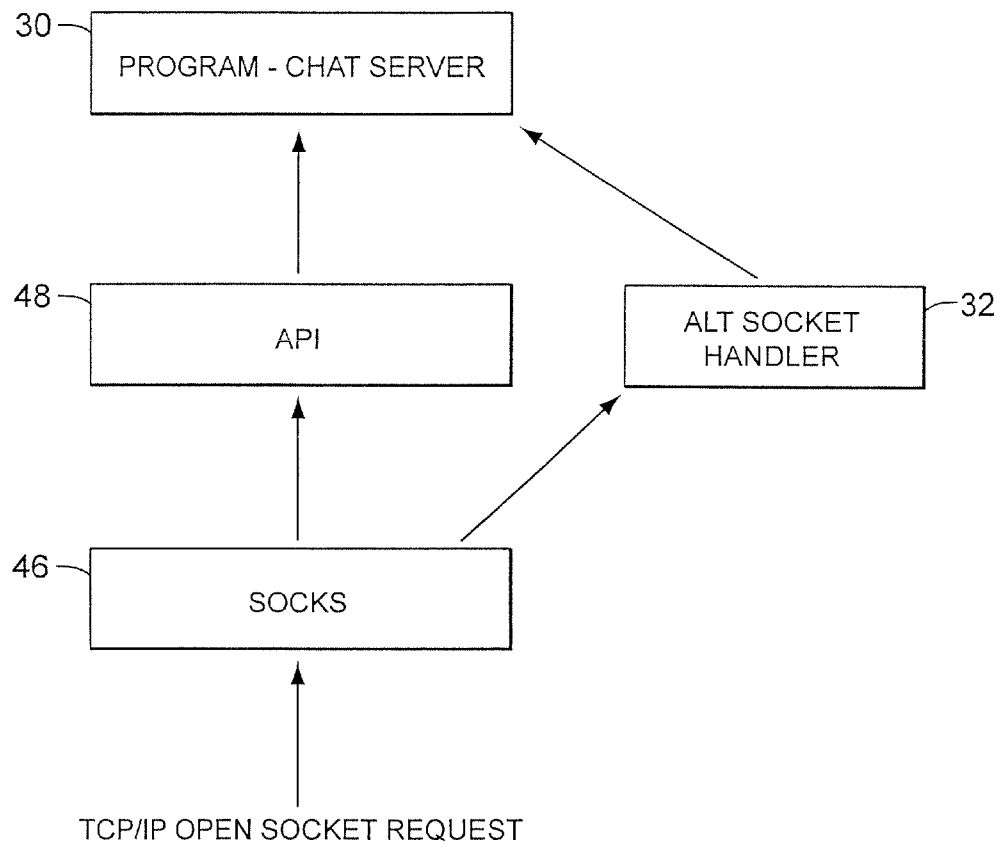 30
PROGRAM - CHAT SERVER
48
API
ALT SOCKET
HANDLER
32
46
SOCKS
TCP/IP OPEN SOCKET REQUEST